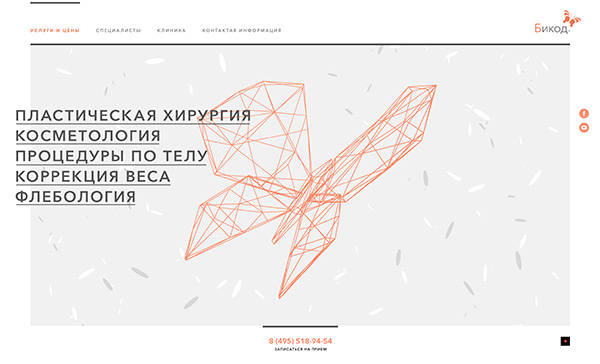 УСЛУГИ И ЦЕНЫ СПЕЦИАЛИСТЫ КЛИНИКА КОНТАКТАЯ ИНФОРМАЦИЯ
Бикод
ПЛАСТИЧЕСКАЯ ХИРУРГИЯ
КОСМЕТОЛОГИЯ
ПРОЦЕДУРЫ ПО ТЕЛУ
КОРРЕКЦИЯ ВЕСА
ФЛЕБОЛОГИЯ
8 (495) 518-94-54
ЗАПИСАТЬСЯ НА ПРИЕМ